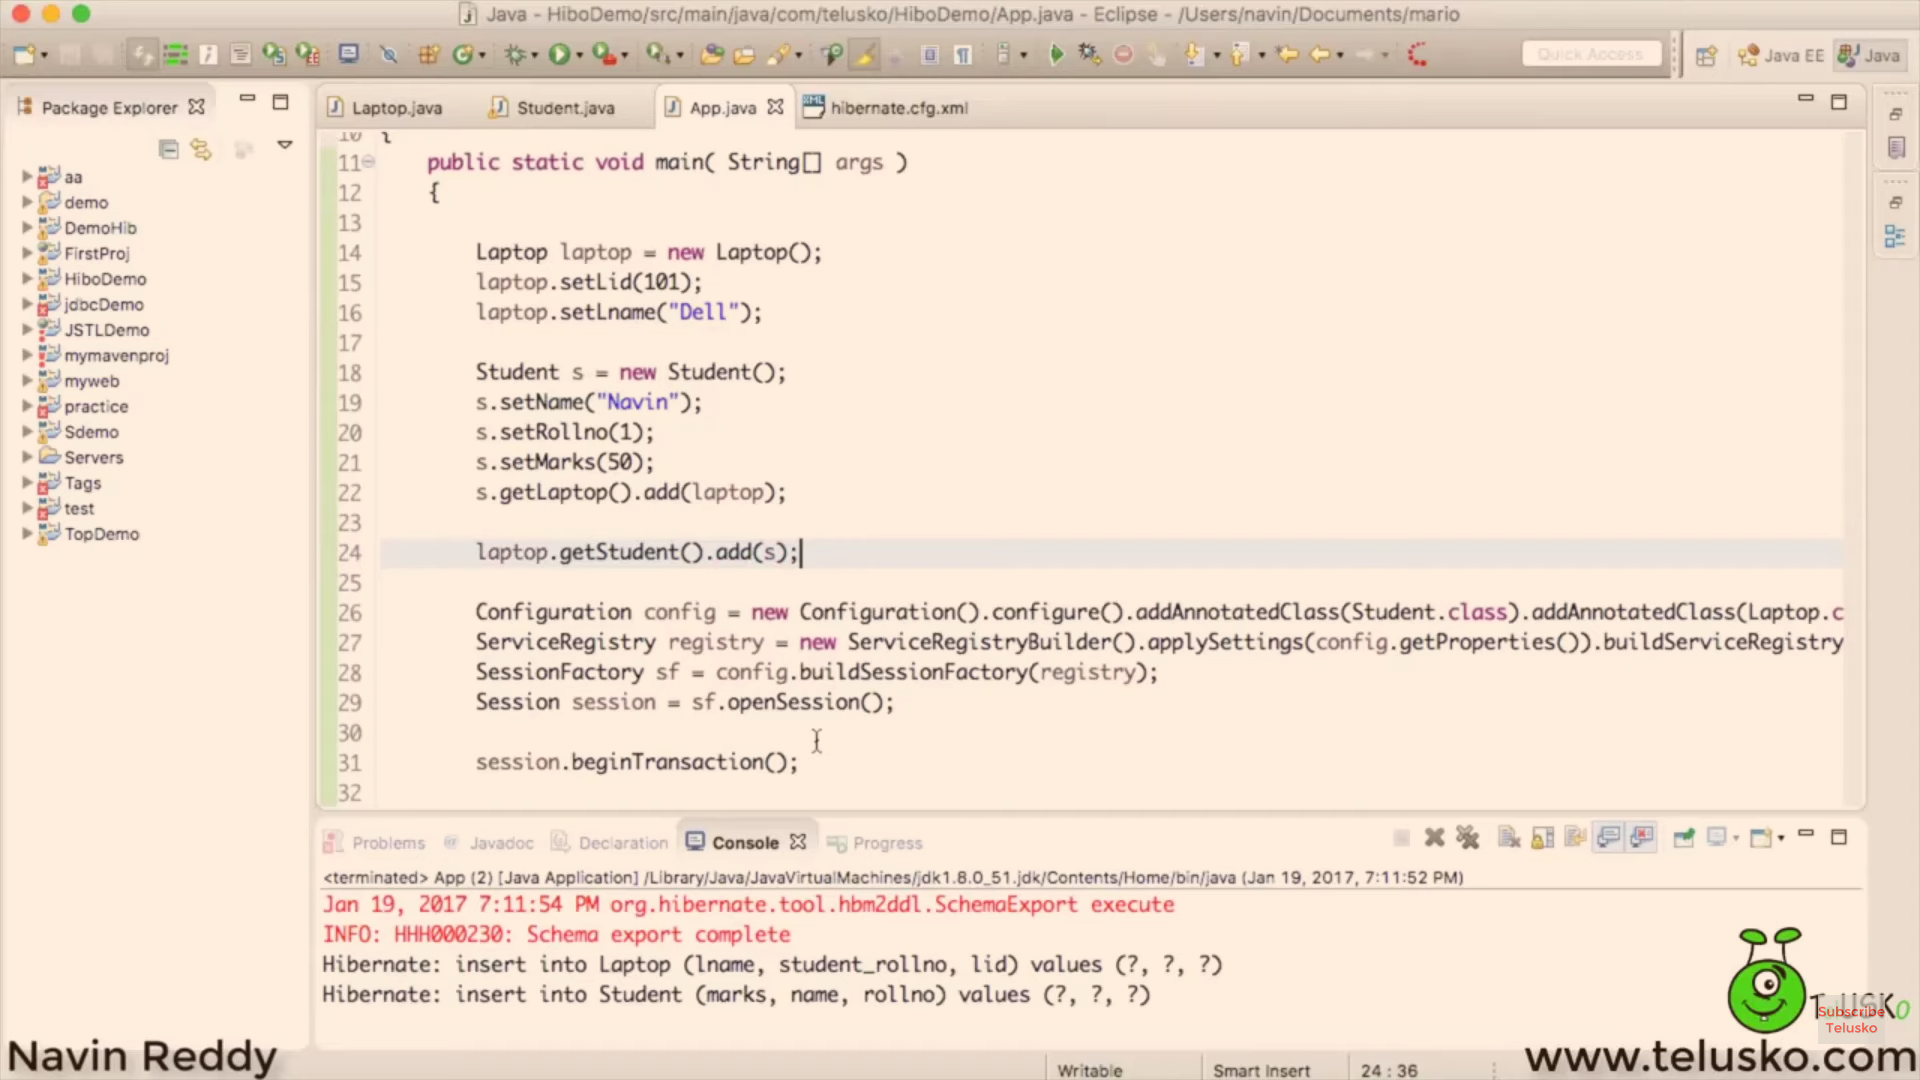 Java - HiboDemo/src/main/java/com/telusko/HiboDemo/App.java - Eclipse - /Users/navin/Documents/mario
Quick Access
Java EE
Java
Package Explorer
Laptop.java
Student.java
App.java
hibernate.cfg.xml
aa
demo
DemoHib
FirstProj
HiboDemo
jdbcDemo
JSTLDemo
mymavenproj
myweb
practice
Sdemo
Servers
Tags
test
TopDemo
10 {
11 public static void main( String[] args )
12 {
13
14 Laptop laptop = new Laptop();
15 laptop.setLid(101);
16 laptop.setLname("Dell");
17
18 Student s = new Student();
19 s.setName("Navin");
20 s.setRollno(1);
21 s.setMarks(50);
22 s.getLaptop().add(laptop);
23
24 laptop.getStudent().add(s);
25
26 Configuration config = new Configuration().configure().addAnnotatedClass(Student.class).addAnnotatedClass(Laptop.c
27 ServiceRegistry registry = new ServiceRegistryBuilder().applySettings(config.getProperties()).buildServiceRegistry
28 SessionFactory sf = config.buildSessionFactory(registry);
29 Session session = sf.openSession();
30
31 session.beginTransaction();
32
Problems
@ Javadoc
Declaration
Console
Progress
<terminated> App (2) [Java Application] /Library/Java/JavaVirtualMachines/jdk1.8.0_51.jdk/Contents/Home/bin/java (Jan 19, 2017, 7:11:52 PM)
Jan 19, 2017 7:11:54 PM org.hibernate.tool.hbm2ddl.SchemaExport execute
INFO: HHH000230: Schema export complete
Hibernate: insert into Laptop (lname, student_rollno, lid) values (?, ?, ?)
Hibernate: insert into Student (marks, name, rollno) values (?, ?, ?)
Subscribe
Telusko
Navin Reddy
www.telusko.com
Writable
Smart Insert
24 : 36